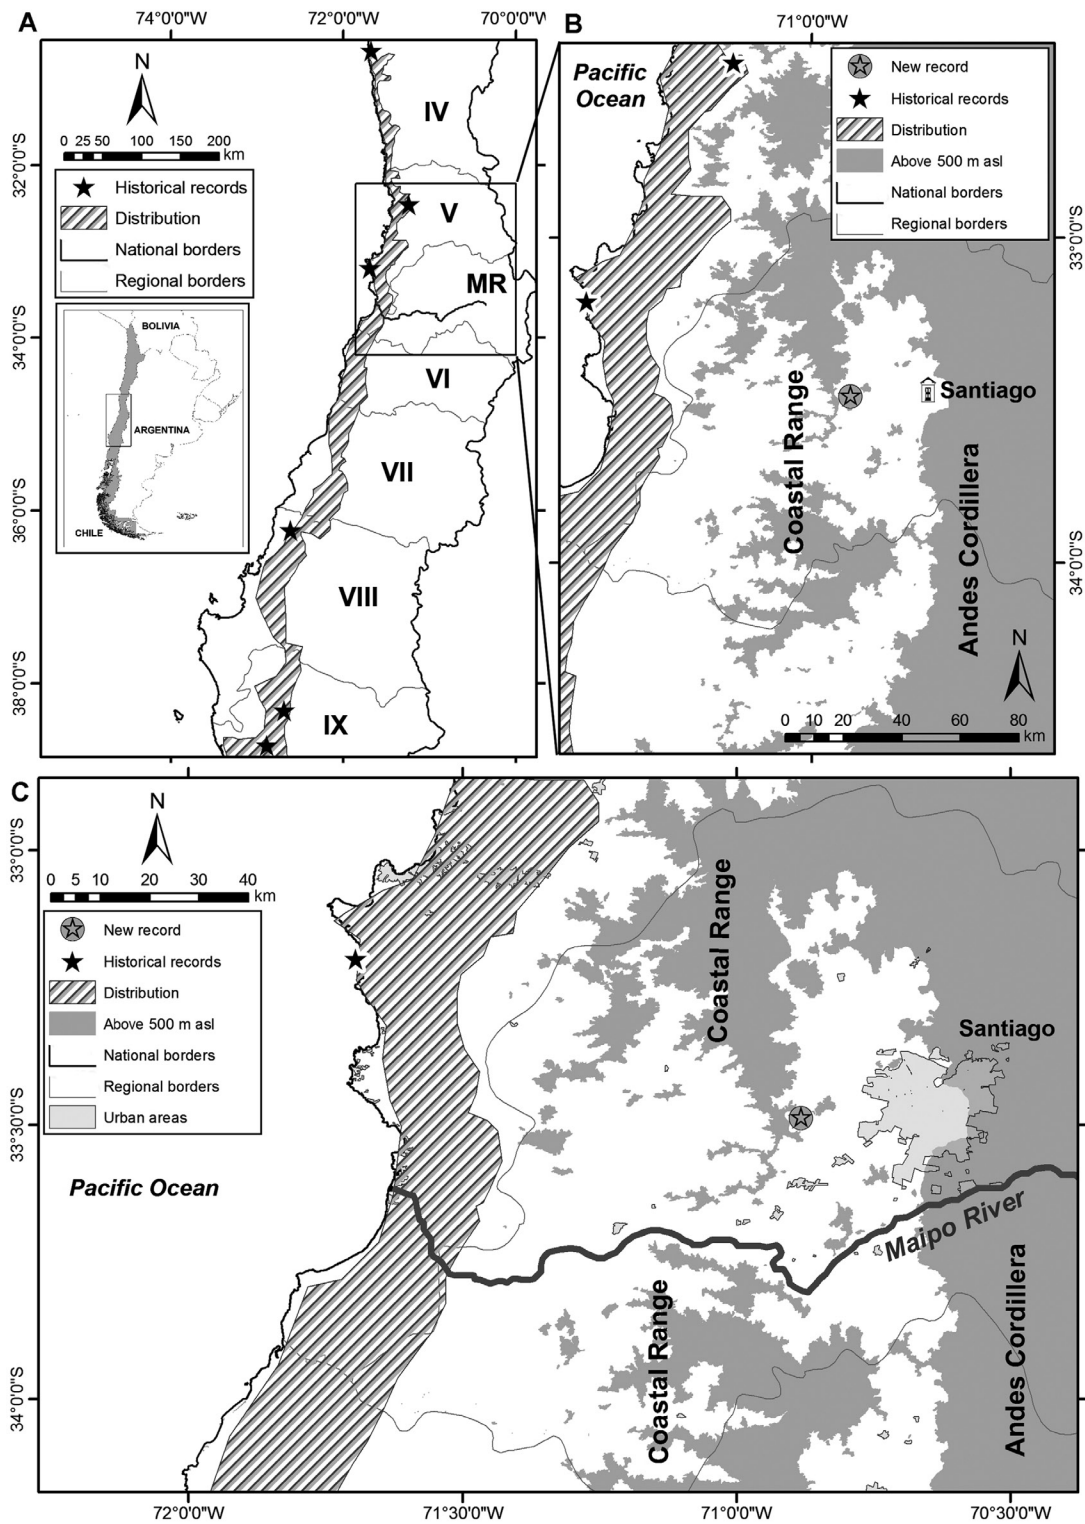 A
74°0'0"W
72°0'0"W
70°0'0"W
32°0'0"S
34°0'0"S
36°0'0"S
38°0'0"S
N
0 25 50 100 150 200
km
Historical records
Distribution
National borders
Regional borders
BOLIVIA
ARGENTINA
CHILE
IV
V
MR
VI
VII
VIII
IX
B
71°0'0"W
33°0'0"S
34°0'0"S
Pacific
Ocean
New record
Historical records
Distribution
Above 500 m asl
National borders
Regional borders
Santiago
Coastal Range
Andes Cordillera
N
0 10 20 40 60 80
km
C
33°0'0"S
33°30'0"S
34°0'0"S
N
0 5 10 20 30 40
km
New record
Historical records
Distribution
Above 500 m asl
National borders
Regional borders
Urban areas
Pacific Ocean
Coastal Range
Santiago
Maipo River
Coastal Range
Andes Cordillera
72°0'0"W
71°30'0"W
71°0'0"W
70°30'0"W